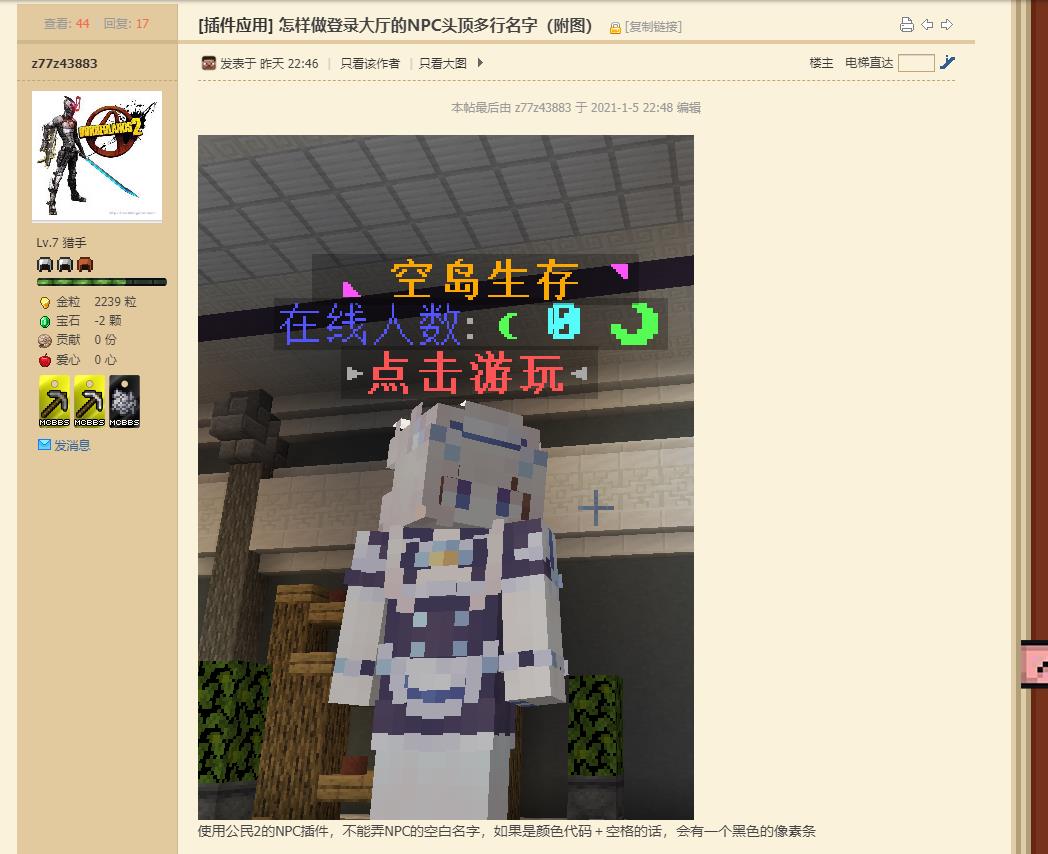 查看: 44 回复: 17
[插件应用] 怎样做登录大厅的NPC头顶多行名字（附图） [复制链接]
z77z43883
发表于 昨天 22:46 | 只看该作者 | 只看大图
楼主 电梯直达
本帖最后由 z77z43883 于 2021-1-5 22:48 编辑
BORDERLANDS 2
Lv.7 猎手
金粒 2239 粒
宝石 -2 颗
贡献 0 份
爱心 0 心
MCBBS MCBBS MCBBS
发消息
空岛生存
在线人数: 0
点击游玩
使用公民2的NPC插件，不能弄NPC的空白名字，如果是颜色代码＋空格的话，会有一个黑色的像素条